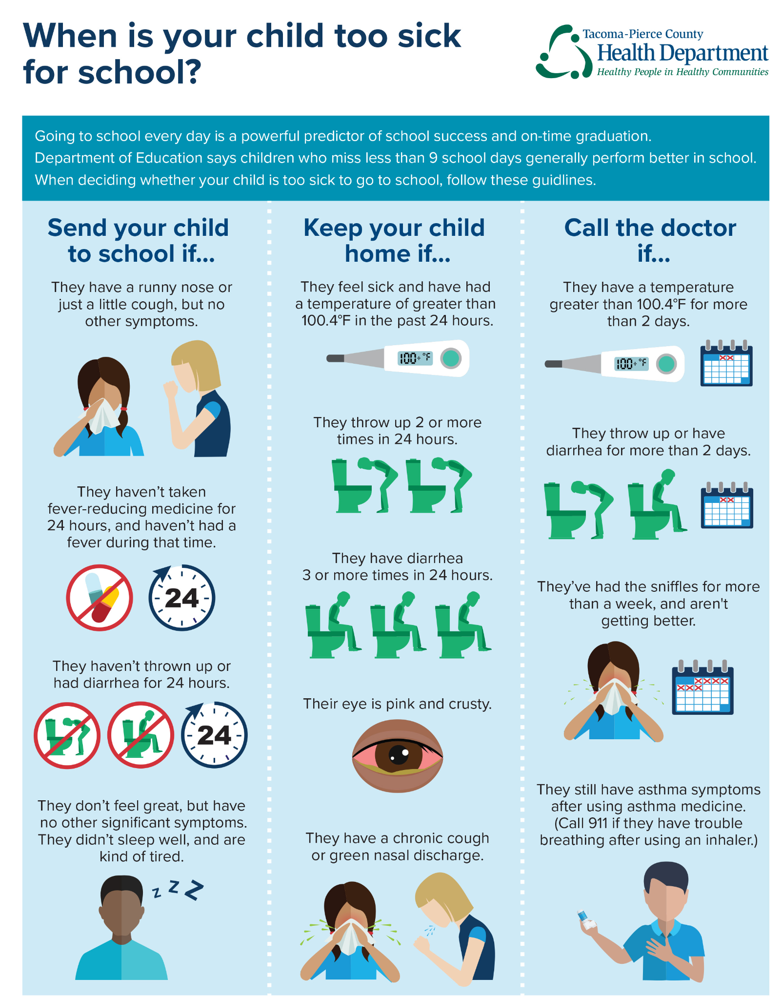 When is your child too sick
for school?
Tacoma-Pierce County
Health Department
Healthy People in Healthy Communities
Going to school every day is a powerful predictor of school success and on-time graduation.
Department of Education says children who miss less than 9 school days generally perform better in school.
When deciding whether your child is too sick to go to school, follow these guidlines.
Send your child
to school if...
They have a runny nose or
just a little cough, but no
other symptoms.
They haven't taken
fever-reducing medicine for
24 hours, and haven't had a
fever during that time.
24
They haven't thrown up or
had diarrhea for 24 hours.
24
They don't feel great, but have
no other significant symptoms.
They didn't sleep well, and are
kind of tired.
z z Z
Keep your child
home if...
They feel sick and have had
a temperature of greater than
100.4°F in the past 24 hours.
100+ °F
They throw up 2 or more
times in 24 hours.
They have diarrhea
3 or more times in 24 hours.
Their eye is pink and crusty.
They have a chronic cough
or green nasal discharge.
Call the doctor
if...
They have a temperature
greater than 100.4°F for more
than 2 days.
100+ °F
They throw up or have
diarrhea for more than 2 days.
They've had the sniffles for more
than a week, and aren't
getting better.
They still have asthma symptoms
after using asthma medicine.
(Call 911 if they have trouble
breathing after using an inhaler.)